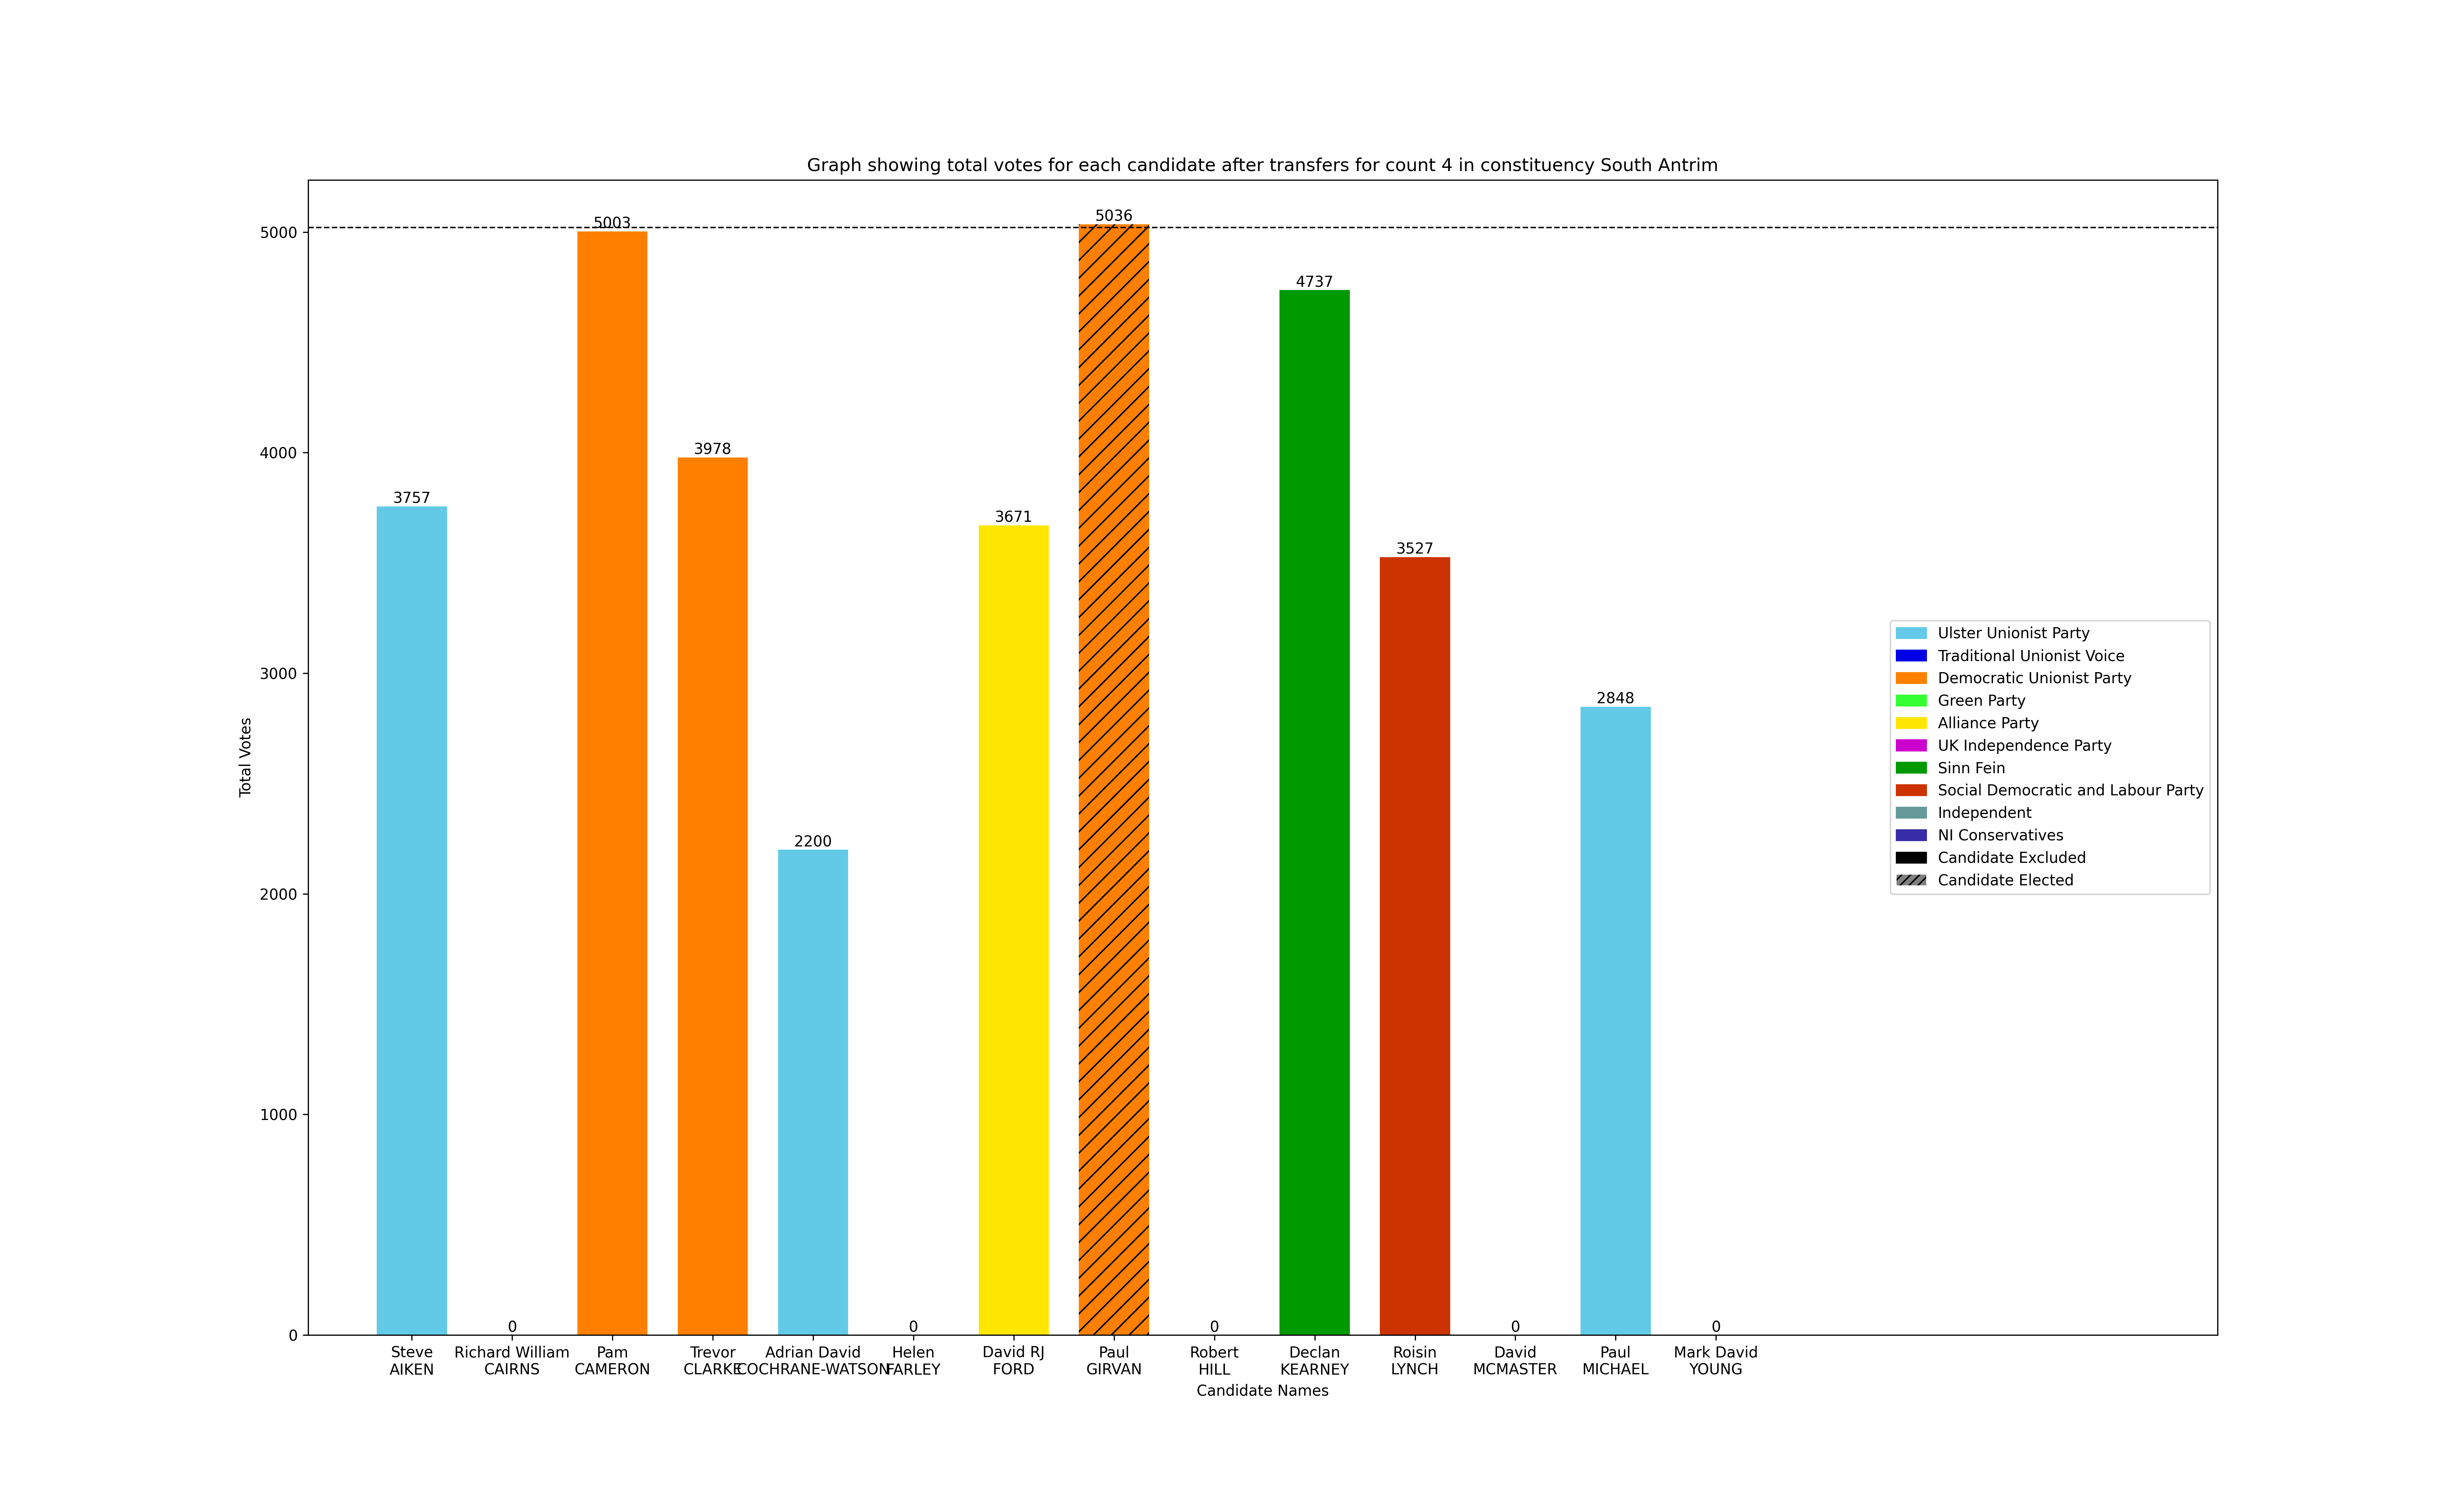 Graph showing total votes for each candidate after transfers for count 4 in constituency South Antrim
Total Votes
5000
4000
3000
2000
1000
0
3757
0
5003
3978
2200
0
3671
5036
0
4737
3527
0
2848
0
Steve
AIKEN
Richard William
CAIRNS
Pam
CAMERON
Trevor
CLARKE
Adrian David
COCHRANE-WATSON
Helen
FARLEY
David RJ
FORD
Paul
GIRVAN
Robert
HILL
Declan
KEARNEY
Roisin
LYNCH
David
MCMASTER
Paul
MICHAEL
Mark David
YOUNG
Candidate Names
Ulster Unionist Party
Traditional Unionist Voice
Democratic Unionist Party
Green Party
Alliance Party
UK Independence Party
Sinn Fein
Social Democratic and Labour Party
Independent
NI Conservatives
Candidate Excluded
Candidate Elected